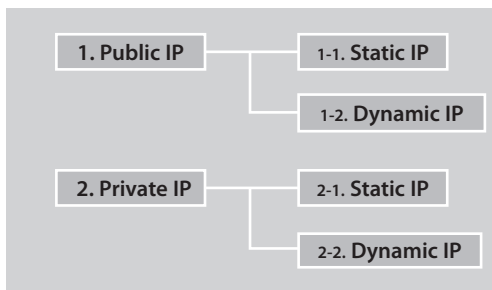 1. Public IP
1-1. Static IP
1-2. Dynamic IP
2. Private IP
2-1. Static IP
2-2. Dynamic IP